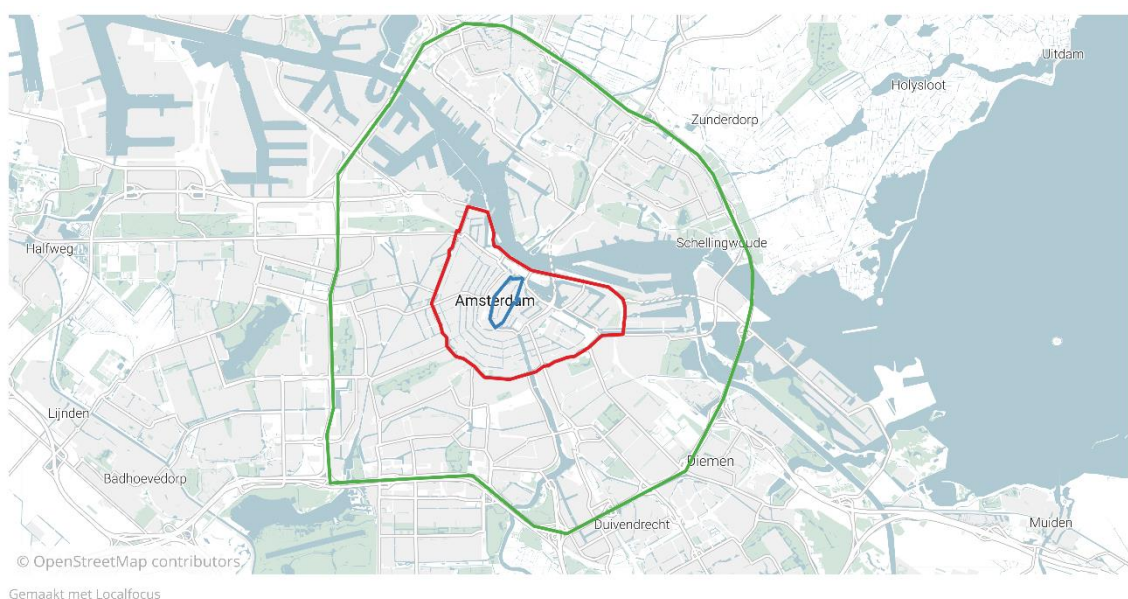 Uitdam
Holysloot
Zunderdorp
Schellingwoude
Halfweg
Amsterdam
Lijnden
Diemen
Badhoevedorp
Duivendrecht
Muiden
© OpenStreetMap contributors
Gemaakt met Localfocus